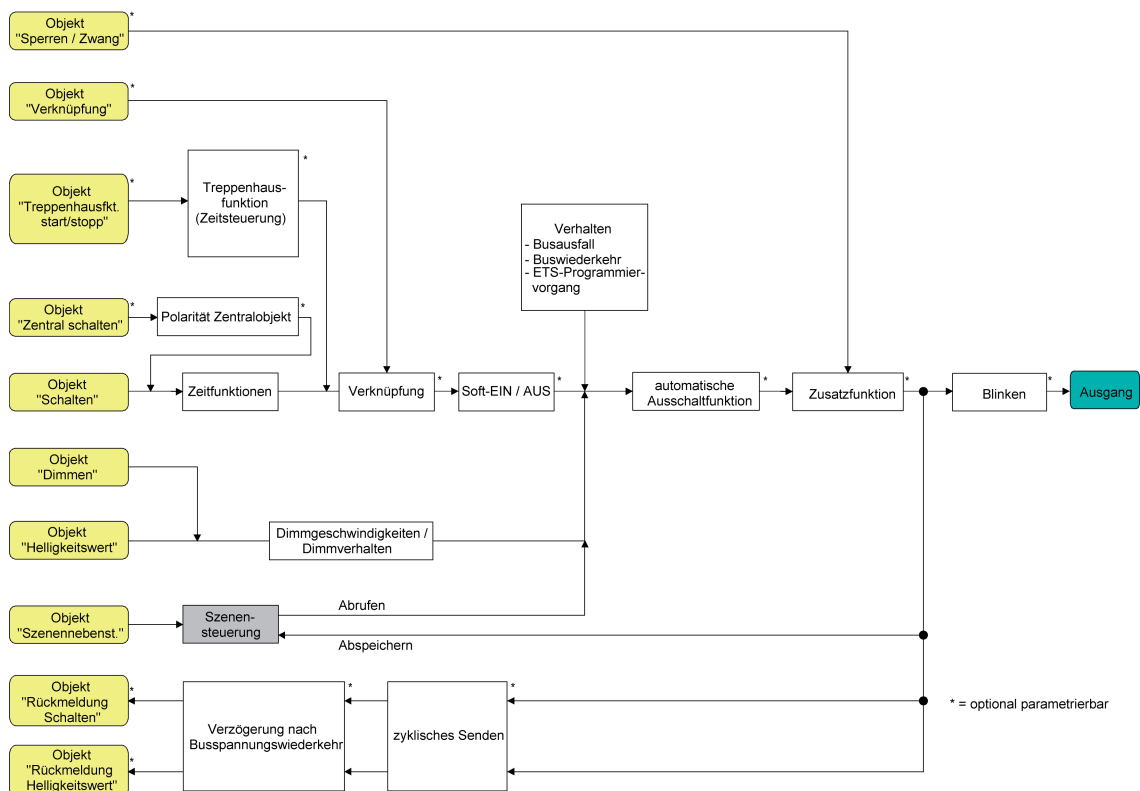 Objekt
"Sperren / Zwang"
*
Objekt
"Verknüpfung"
*
Objekt
"Treppenhausfkt.
start/stopp"
*
Treppenhaus-
funktion
(Zeitsteuerung)
*
Verhalten
- Busausfall
- Buswiederkehr
- ETS-Programmier-
vorgang
Objekt
"Zentral schalten"
*
Polarität Zentralobjekt
*
Objekt
"Schalten"
Zeitfunktionen
Verknüpfung
*
Soft-EIN / AUS
*
automatische
Ausschaltfunktion
*
Zusatzfunktion
*
Blinken
*
Ausgang
Objekt
"Dimmen"
Objekt
"Helligkeitswert"
Dimmgeschwindigkeiten /
Dimmverhalten
Objekt
"Szenennebenst."
Szenen-
steuerung
Abrufen
Abspeichern
Objekt
"Rückmeldung
Schalten"
*
Verzögerung nach
Busspannungswiederkehr
*
zyklisches Senden
*
* = optional parametrierbar
Objekt
"Rückmeldung
Helligkeitswert"
*